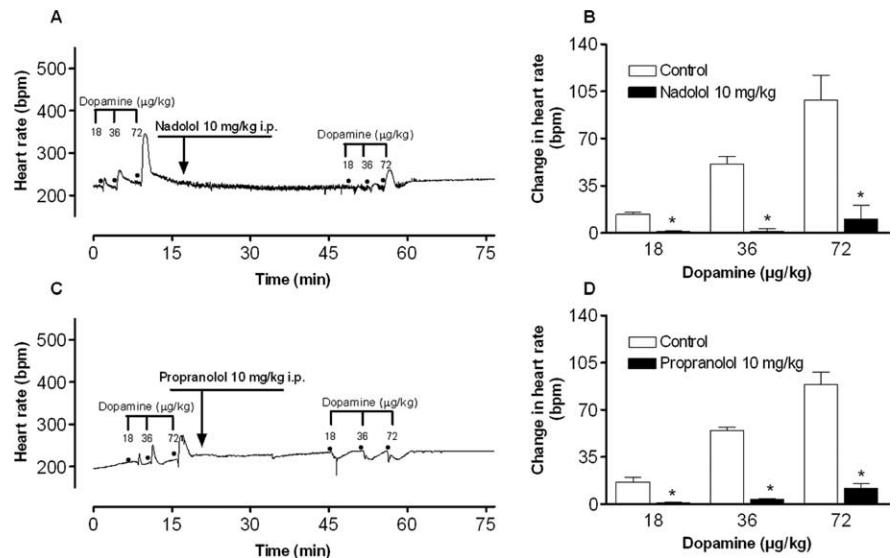 A
Heart rate (bpm)
500
400
300
200
Dopamine (µg/kg)
18 36 72
Nadolol 10 mg/kg i.p.
Dopamine (µg/kg)
18 36 72
0 15 30 45 60 75
Time (min)
B
Change in heart rate
(bpm)
140
105
70
35
0
Control
Nadolol 10 mg/kg
* * *
18 36 72
Dopamine (µg/kg)
C
Heart rate (bpm)
500
400
300
200
Dopamine (µg/kg)
18 36 72
Propranolol 10 mg/kg i.p.
Dopamine (µg/kg)
18 36 72
0 15 30 45 60 75
Time (min)
D
Change in heart rate
(bpm)
140
105
70
35
0
Control
Propranolol 10 mg/kg
* * *
18 36 72
Dopamine (µg/kg)